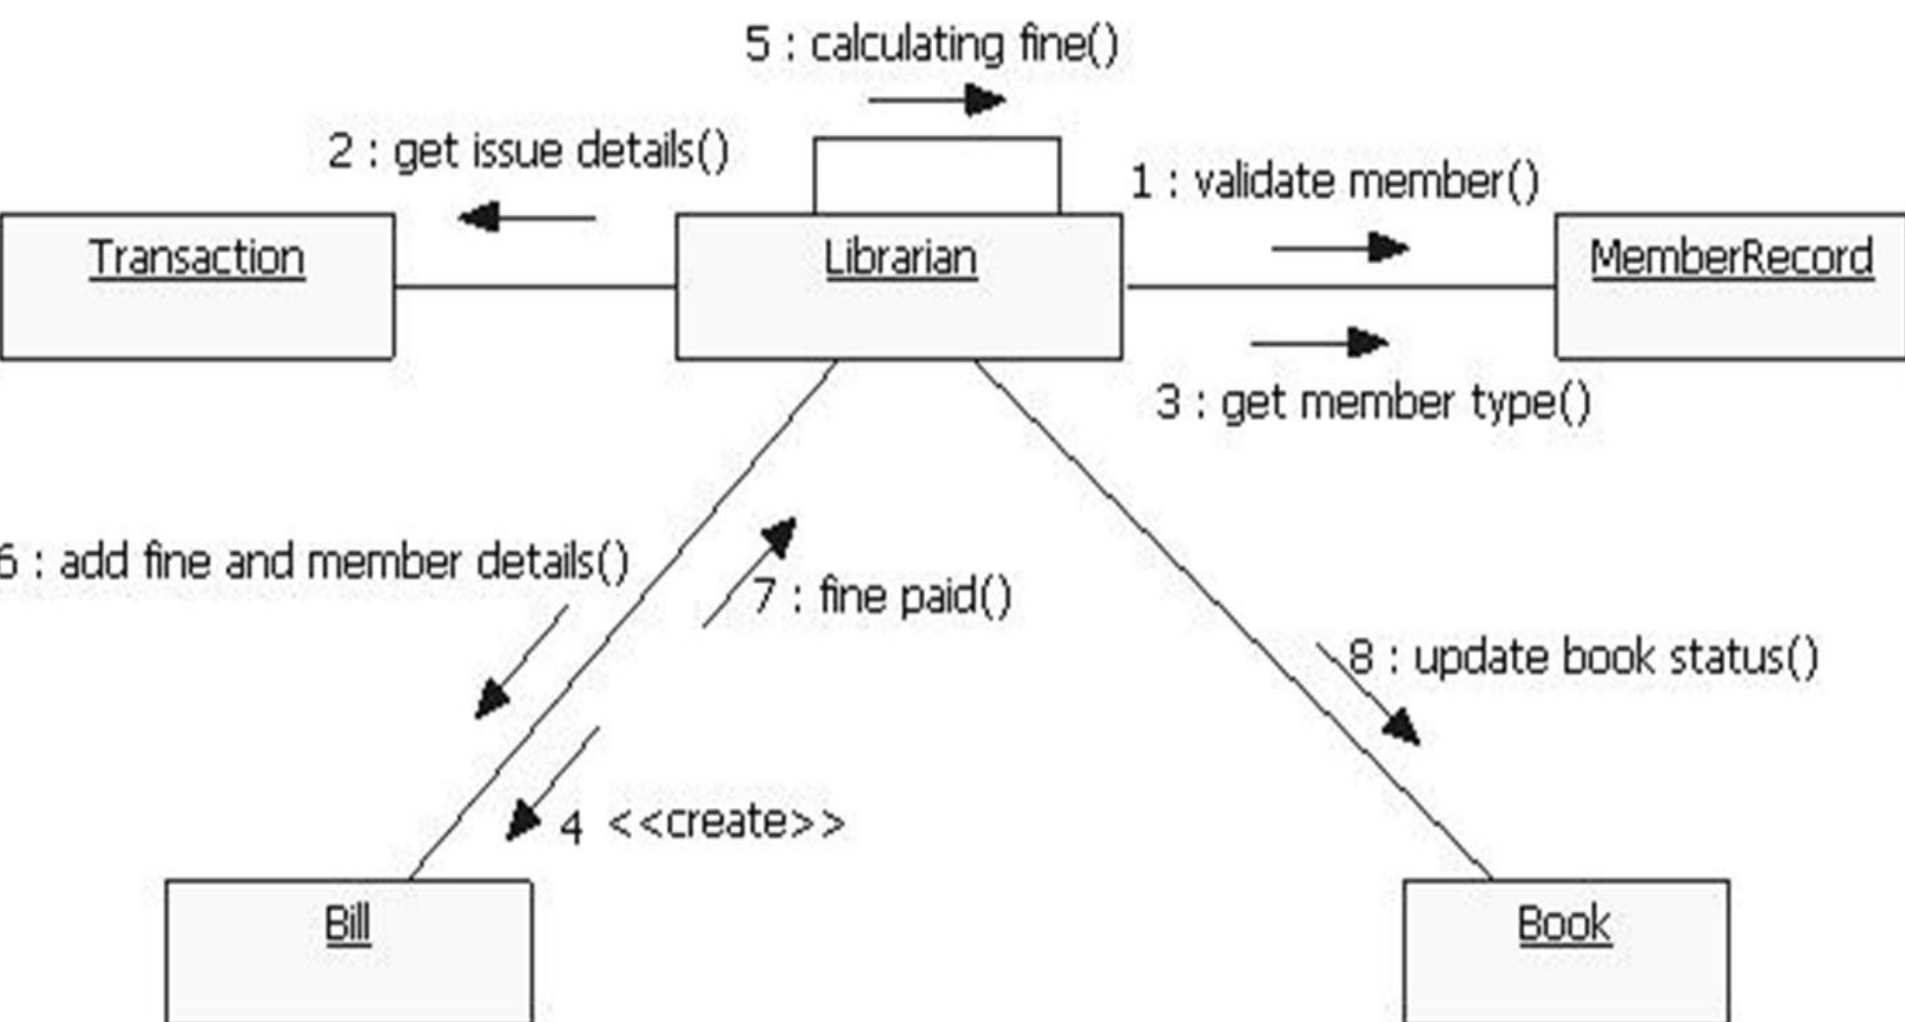 5 : calculating fine()
2 : get issue details()
1 : validate member()
Transaction
Librarian
MemberRecord
3 : get member type()
6 : add fine and member details()
7 : fine paid()
8 : update book status()
4 <<create>>
Bill
Book